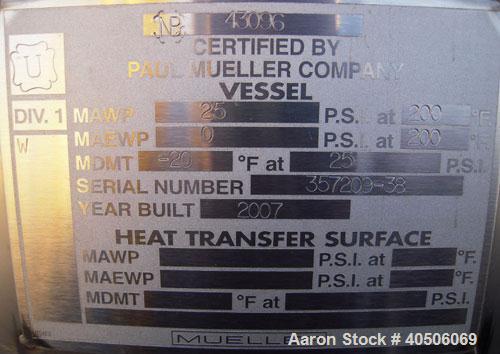 NB 43096
CERTIFIED BY
PAUL MUELLER COMPANY
U
VESSEL
DIV. 1 MAWP 25 P.S.I. at 200 °F.
W MAEWP 0 P.S.I. at 200 °F.
MDMT -20 °F at 25 P.S.I.
SERIAL NUMBER 357209-38
YEAR BUILT 2007
HEAT TRANSFER SURFACE
MAWP P.S.I. at °F.
MAEWP P.S.I. at °F.
MDMT °F at P.S.I.
MUELLER
Aaron Stock # 40506069